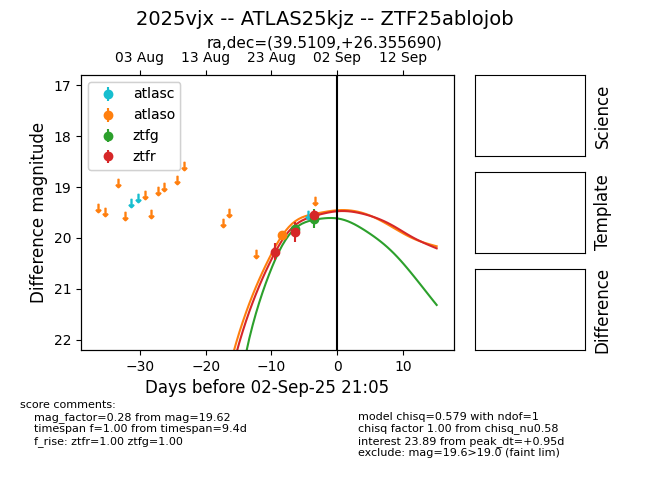 2025vjx -- ATLAS25kjz -- ZTF25ablojob
ra,dec=(39.5109,+26.355690)
03 Aug 13 Aug 23 Aug 02 Sep 12 Sep
17
18
19
20
21
22
Difference magnitude
atlasc
atlaso
ztfg
ztfr
−30 −20 −10 0 10
Days before 02-Sep-25 21:05
Science
Template
Difference
score comments:
mag_factor=0.28 from mag=19.62
timespan f=1.00 from timespan=9.4d
f_rise: ztfr=1.00 ztfg=1.00
model chisq=0.579 with ndof=1
chisq factor 1.00 from chisq_nu0.58
interest 23.89 from peak_dt=+0.95d
exclude: mag=19.6>19.0 (faint lim)